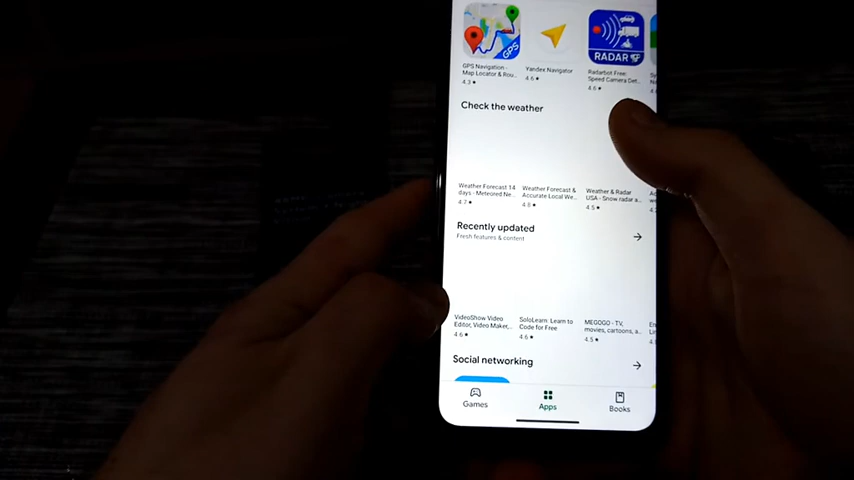 GPS
RADAR
GPS Navigation -
Map Locator & Rou...
4.3★
Yandex Navigator
4.6★
Radarbot Free:
Speed Camera Det...
4.6★
Check the weather
Weather Forecast 14
days - Meteored Ne...
4.7★
Weather Forecast &
Accurate Local We...
4.8★
Weather & Radar
USA - Snow radar a...
4.5★
Recently updated
Fresh features & content
VideoShow Video
Editor, Video Maker,...
4.6★
SoloLearn: Learn to
Code for Free
4.6★
MEGOGO - TV,
movies, cartoons, a...
4.5★
Social networking
Games
Apps
Books